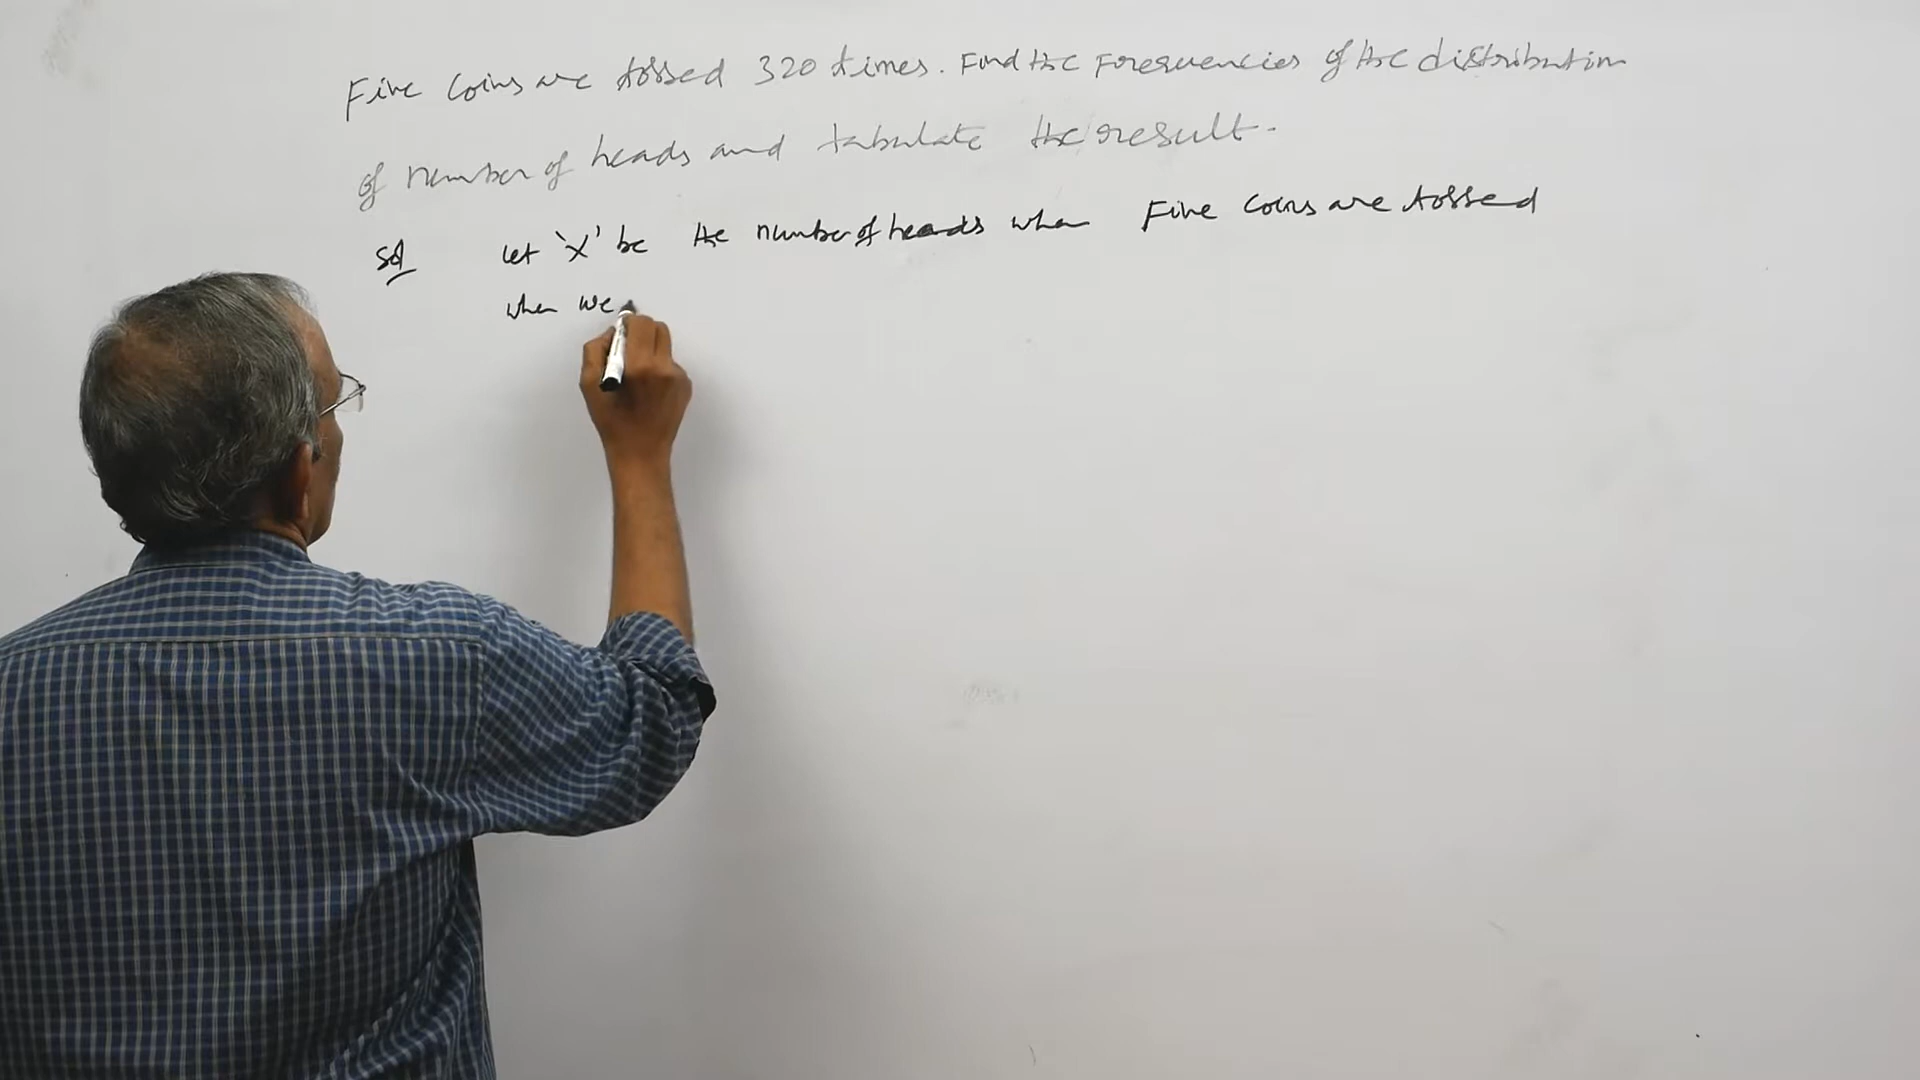 Five Coins are tossed 320 times. Find the Frequencies of the distribution
of number of heads and tabulate the result.
Sol Let 'X' be the number of heads when Five Coins are tossed
when we